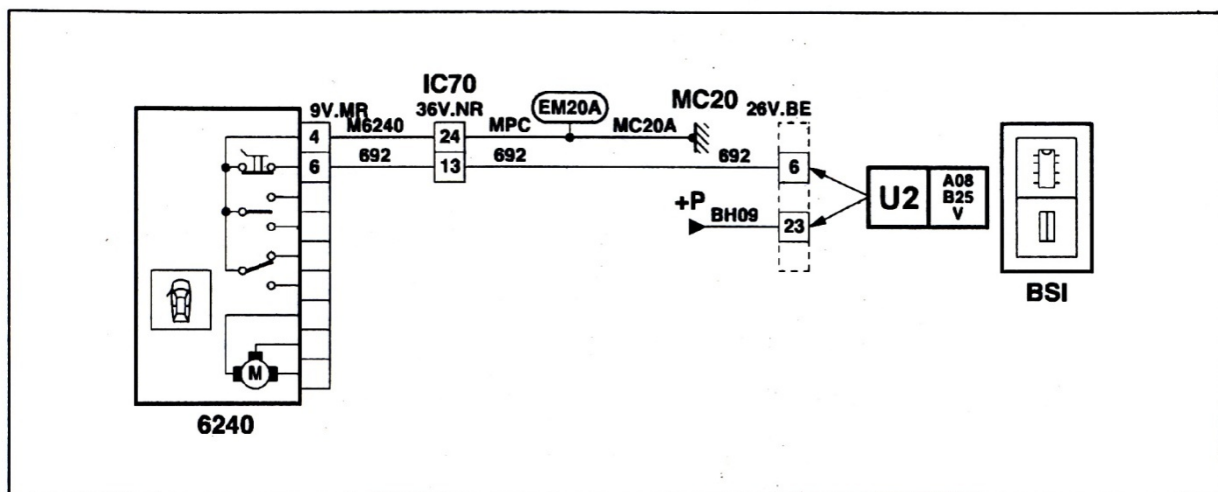 IC70
EM20A
MC20
9V.MR
36V.NR
26V.BE
4
M6240
24
MPC
MC20A
6
692
13
692
692
6
U2
A08
B25
V
+P
BH09
23
M
6240
BSI